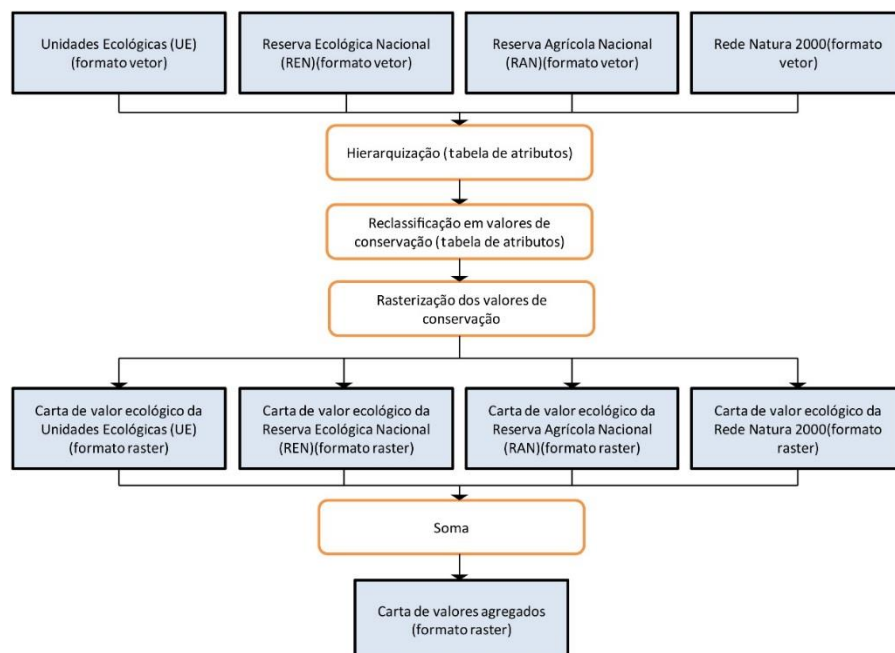 Unidades Ecológicas (UE)
(formato vetor)
Reserva Ecológica Nacional
(REN)(formato vetor)
Reserva Agrícola Nacional
(RAN)(formato vetor)
Rede Natura 2000(formato
vetor)
Hierarquização (tabela de atributos)
Reclassificação em valores de
conservação (tabela de atributos)
Rasterização dos valores de
conservação
Carta de valor ecológico da
Unidades Ecológicas (UE)
(formato raster)
Carta de valor ecológico da
Reserva Ecológica Nacional
(REN)(formato raster)
Carta de valor ecológico da
Reserva Agrícola Nacional
(RAN)(formato raster)
Carta de valor ecológico da
Rede Natura 2000(formato
raster)
Soma
Carta de valores agregados
(formato raster)